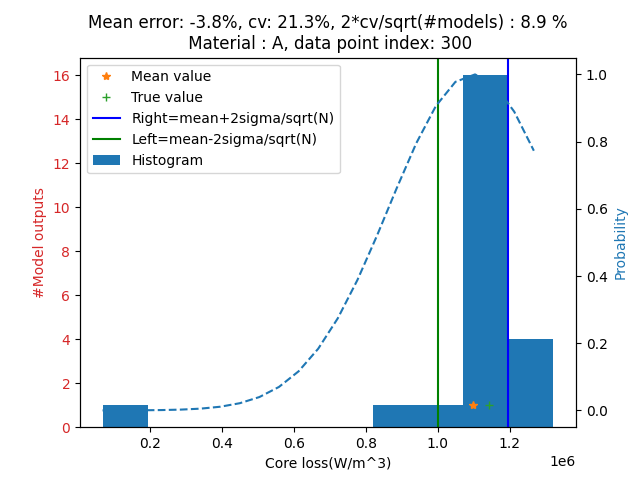 Mean error: -3.8%, cv: 21.3%, 2*cv/sqrt(#models) : 8.9 %
Material : A, data point index: 300
Mean value
True value
Right=mean+2sigma/sqrt(N)
Left=mean-2sigma/sqrt(N)
Histogram
16
14
12
10
8
6
4
2
0
#Model outputs
1.0
0.8
0.6
0.4
0.2
0.0
Probability
0.2 0.4 0.6 0.8 1.0 1.2
1e6
Core loss(W/m^3)